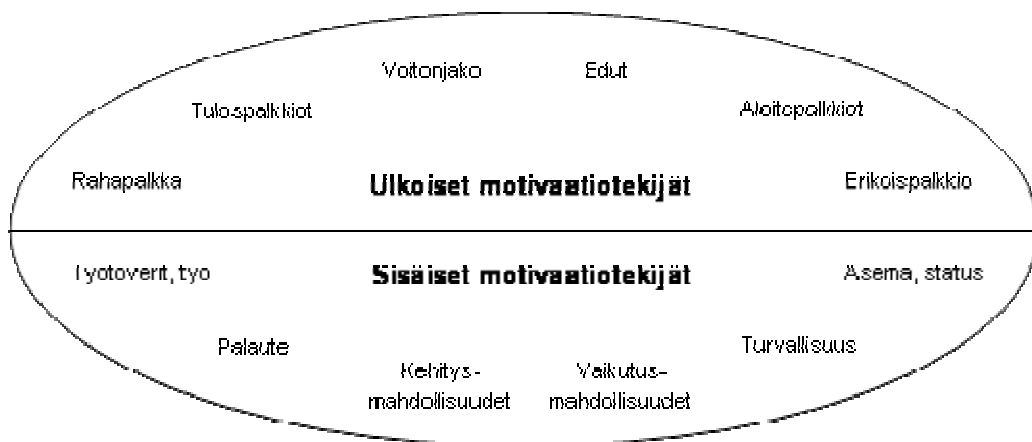 Voitonjako Edut
Tulospalkkiot Aloitepalkkiot
Rahapalkka Ulkoiset motivaatiotekijät Erikoispalkkio
Työtoverit, työ Sisäiset motivaatiotekijät Asema, status
Palaute Turvallisuus
Kehitys- Vaikutus-
mahdollisuudet mahdollisuudet